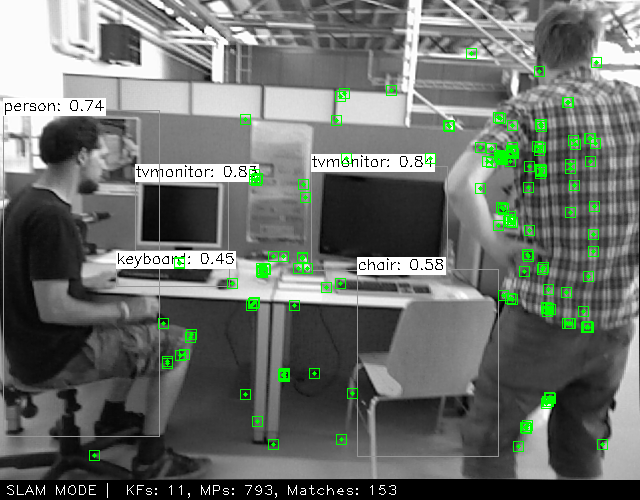 person: 0.74
tvmonitor: 0.83
tvmonitor: 0.84
keyboard: 0.45
chair: 0.58
SLAM MODE | KFs: 11, MPs: 793, Matches: 153